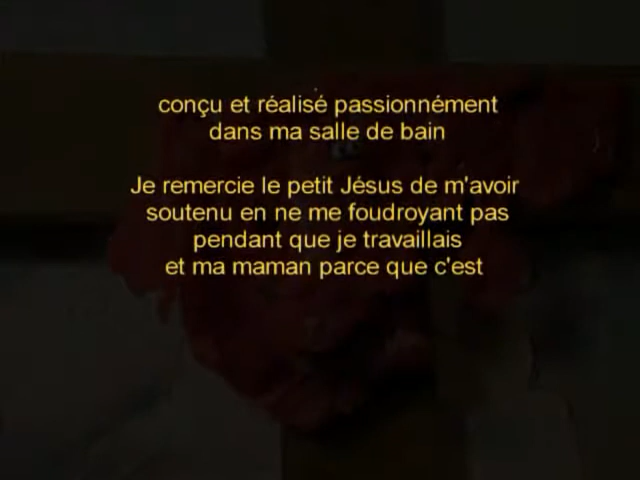 conçu et réalisé passionnément
dans ma salle de bain
Je remercie le petit Jésus de m'avoir
soutenu en ne me foudroyant pas
pendant que je travaillais
et ma maman parce que c'est